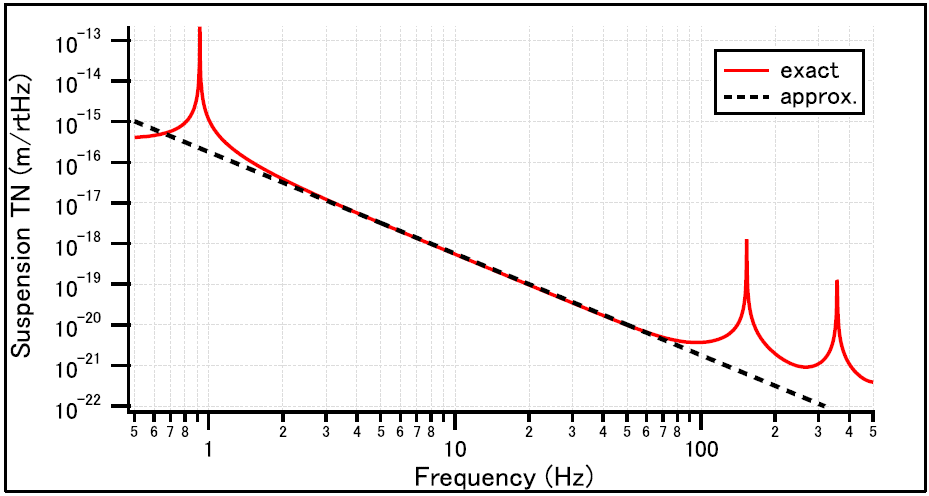 exact
approx.
Suspension TN (m/rtHz)
10^-13
10^-14
10^-15
10^-16
10^-17
10^-18
10^-19
10^-20
10^-21
10^-22
5 6 7 8 2 3 4 5 6 7 8 2 3 4 5 6 7 8 2 3 4 5
1 10 100
Frequency (Hz)